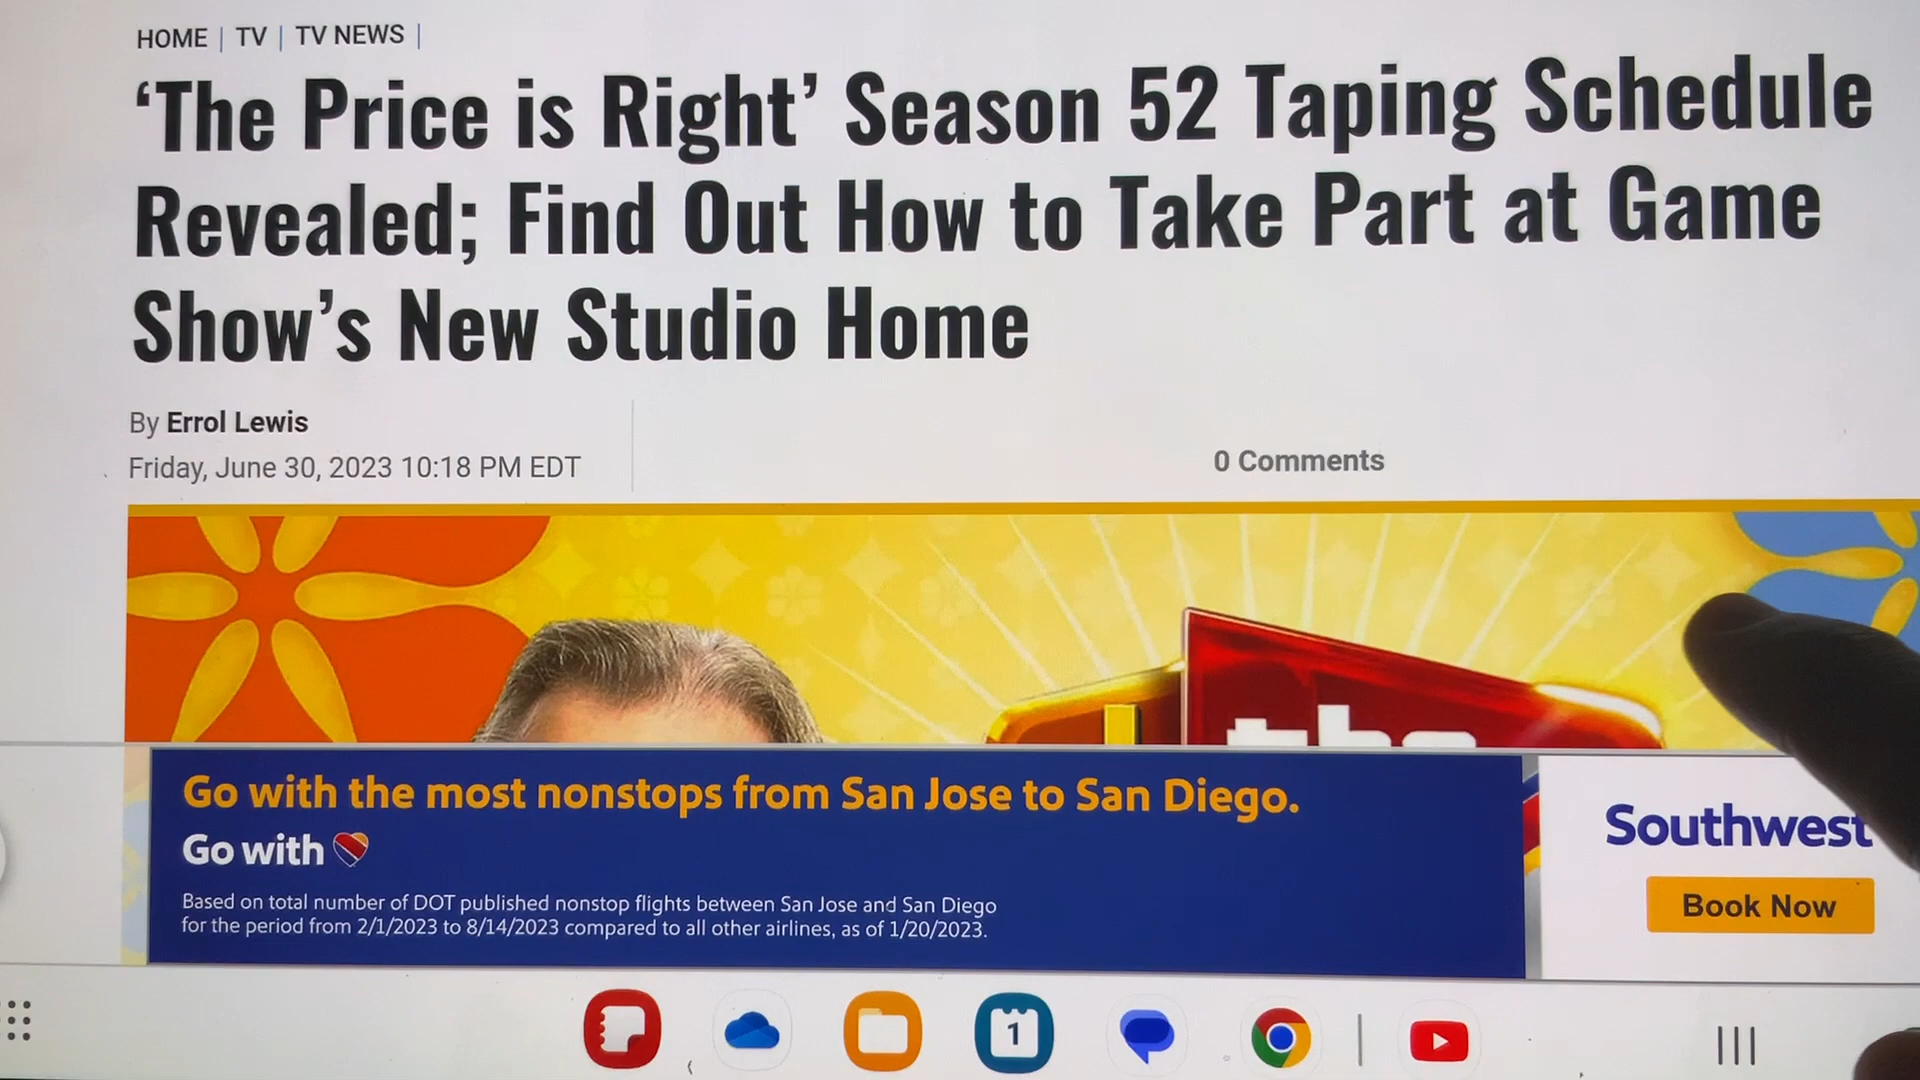 HOME | TV | TV NEWS |
‘The Price is Right’ Season 52 Taping Schedule
Revealed; Find Out How to Take Part at Game
Show’s New Studio Home
By Errol Lewis
Friday, June 30, 2023 10:18 PM EDT
0 Comments
the
Go with the most nonstops from San Jose to San Diego.
Go with
Based on total number of DOT published nonstop flights between San Jose and San Diego
for the period from 2/1/2023 to 8/14/2023 compared to all other airlines, as of 1/20/2023.
Southwest
Book Now
1